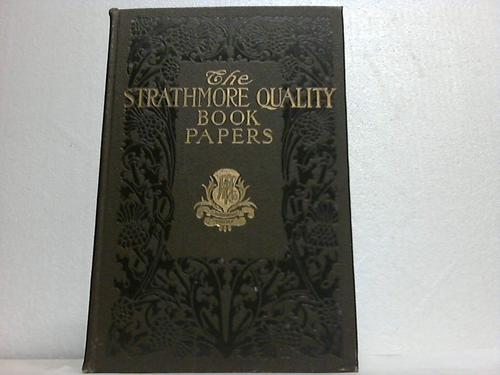 The
STRATHMORE QUALITY
BOOK
PAPERS